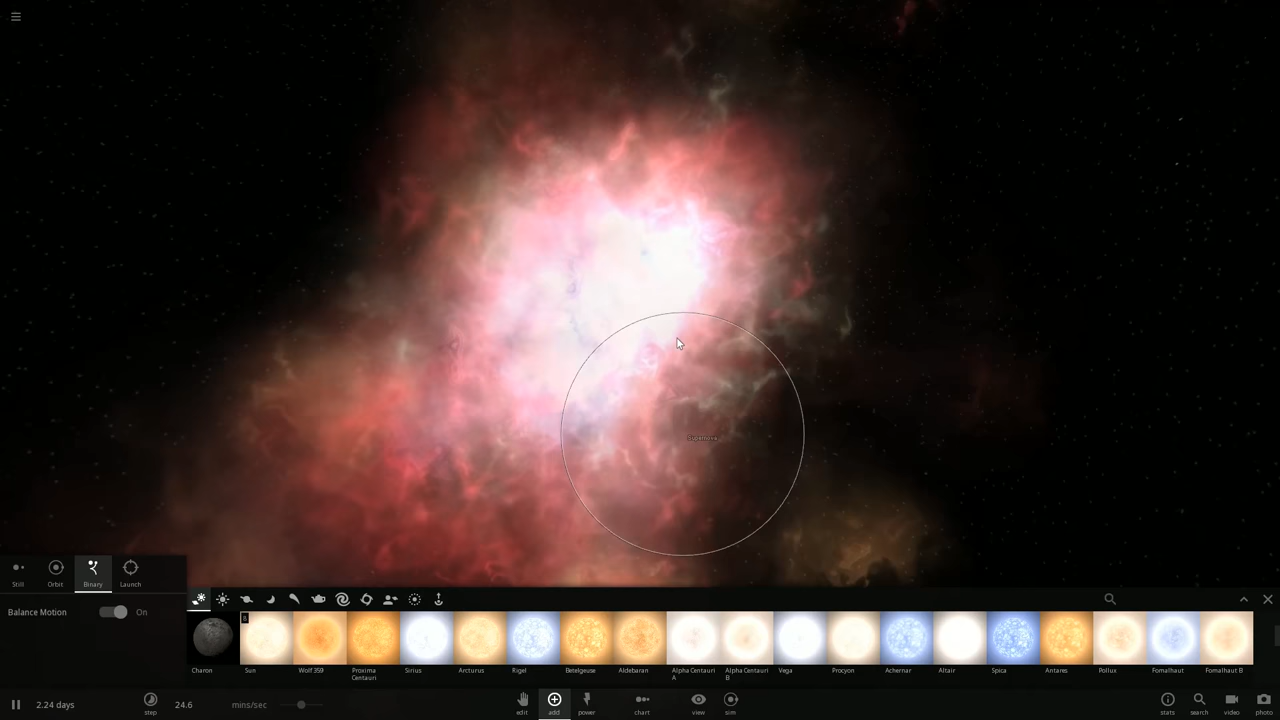 Supernova
Still
Orbit
Binary
Launch
Balance Motion
On
Charon
Sun
Wolf 359
Proxima
Centauri
Sirius
Arcturus
Rigel
Betelgeuse
Aldebaran
Alpha Centauri
A
Alpha Centauri
B
Vega
Procyon
Achernar
Altair
Spica
Antares
Pollux
Fomalhaut
Fomalhaut B
2.24 days
step
24.6
mins/sec
edit
add
power
chart
view
sim
stats
search
video
photo